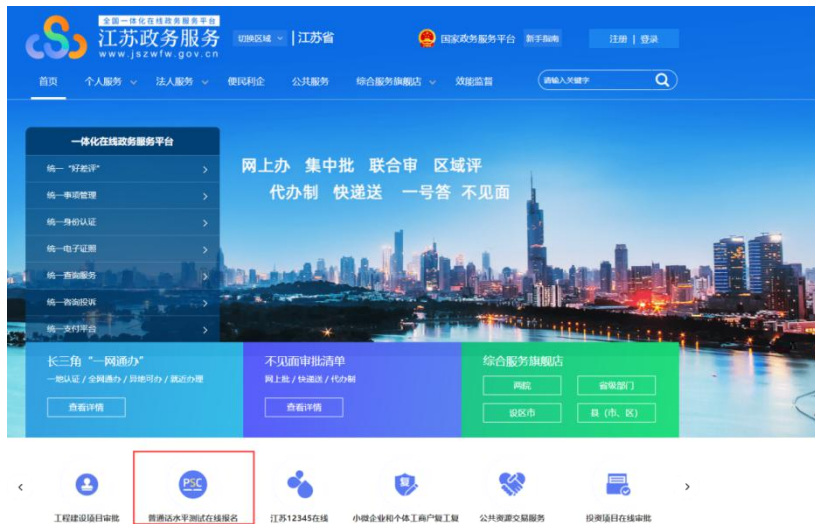 全国一体化在线政务服务平台
江苏政务服务
www.jszwfw.gov.cn
切换区域 江苏省 国家政务服务平台 新手指南 注册 | 登录
首页 个人服务 法人服务 便民利企 公共服务 综合服务旗舰店 效能监督 请输入关键字
一体化在线政务服务平台
统一“好差评”
统一事项管理
统一身份认证
统一电子证照
统一查询服务
统一咨询投诉
统一支付平台
网上办 集中批 联合审 区域评
代办制 快递送 一号答 不见面
长三角“一网通办”
一地认证/全网通办/异地可办/就近办理
查看详情
不见面审批清单
网上批/快递送/代办制
查看详情
综合服务旗舰店
两院 省级部门
设区市 县（市、区）
PSC 复
工程建设项目审批 普通话水平测试在线报名 江苏12345在线 小微企业和个体工商户复工复 公共资源交易服务 投资项目在线审批